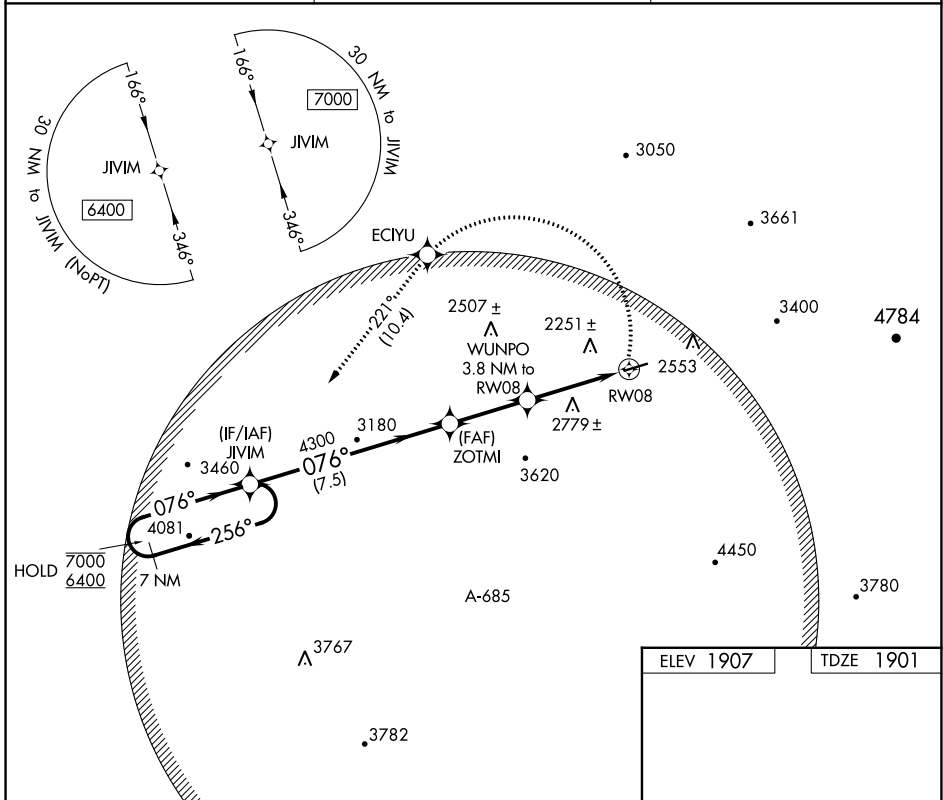 166°
JIVIM
6400
346°
30 NM to JIVIM (NoPT)
166°
7000
JIVIM
346°
30 NM to JIVIM
3050
3661
3400
4784
ECIYU
221°
(10.4)
2507 ±
2251 ±
WUNPO
3.8 NM to
RW08
2553
RW08
2779 ±
(FAF)
ZOTMI
3620
(IF/IAF)
JIVIM
4300
3180
076°
(7.5)
3460
076°
4081
256°
HOLD
7000
6400
7 NM
4450
3780
A-685
3767
3782
ELEV 1907
TDZE 1901